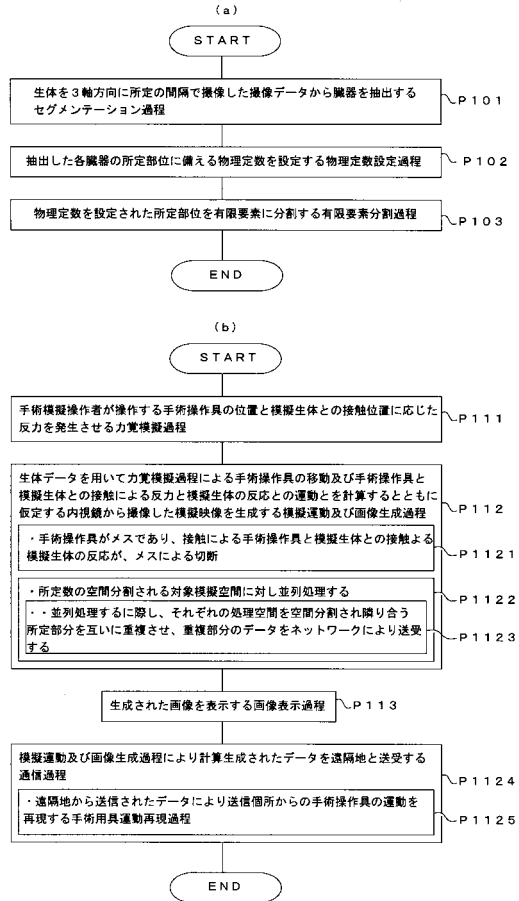 (a)
START
生体を3軸方向に所定の間隔で撮像した撮像データから臓器を抽出する
セグメンテーション過程
P101
抽出した各臓器の所定部位に備える物理定数を設定する物理定数設定過程
P102
物理定数を設定された所定部位を有限要素に分割する有限要素分割過程
P103
END
(b)
START
手術模擬操作者が操作する手術操作具の位置と模擬生体との接触位置に応じた
反力を発生させる力覚模擬過程
P111
生体データを用いて力覚模擬過程による手術操作具の移動及び手術操作具と
模擬生体との接触による反力と模擬生体の反応との運動とを計算するとともに
仮定する内視鏡から撮像した模擬映像を生成する模擬運動及び画像生成過程
P112
・手術操作具がメスであり、接触による手術操作具と模擬生体との接触よる
模擬生体の反応が、メスによる切断
P1121
・所定数の空間分割される対象模擬空間に対し並列処理する
P1122
・・並列処理するに際し、それぞれの処理空間を空間分割され隣り合う
所定部分を互いに重複させ、重複部分のデータをネットワークにより送受
する
P1123
生成された画像を表示する画像表示過程
P113
模擬運動及び画像生成過程により計算生成されたデータを遠隔地と送受する
通信過程
P1124
・遠隔地から送信されたデータにより送信個所からの手術操作具の運動を
再現する手術用具運動再現過程
P1125
END